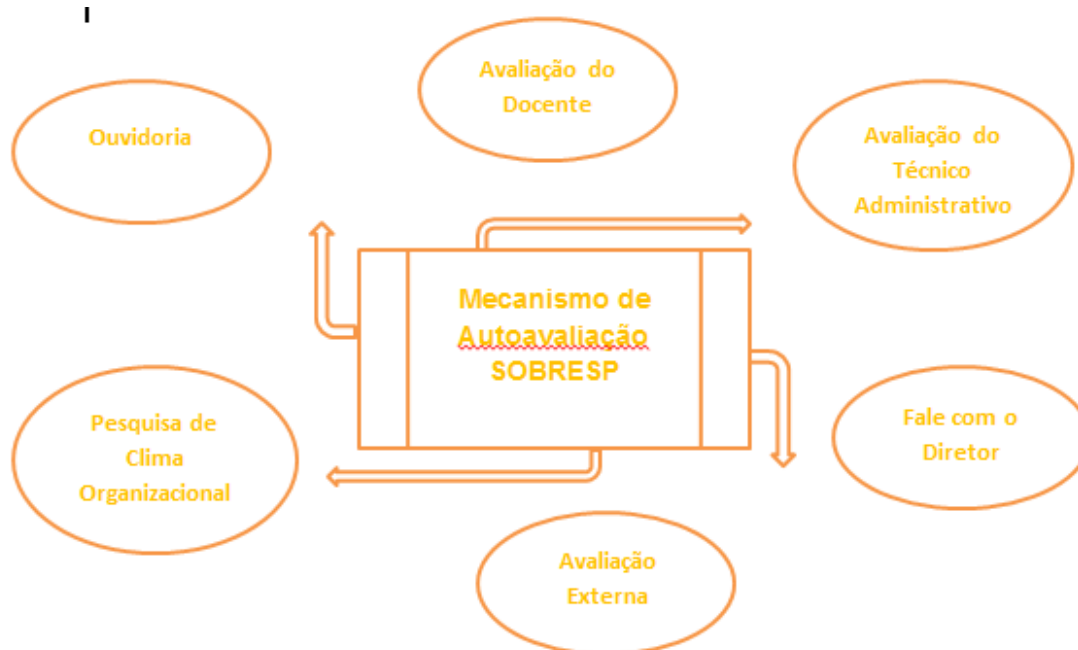 Avaliação do
Docente
Ouvidoria
Avaliação do
Técnico
Administrativo
Mecanismo de
Autoavaliação
SOBRESP
Pesquisa de
Clima
Organizacional
Fale com o
Diretor
Avaliação
Externa